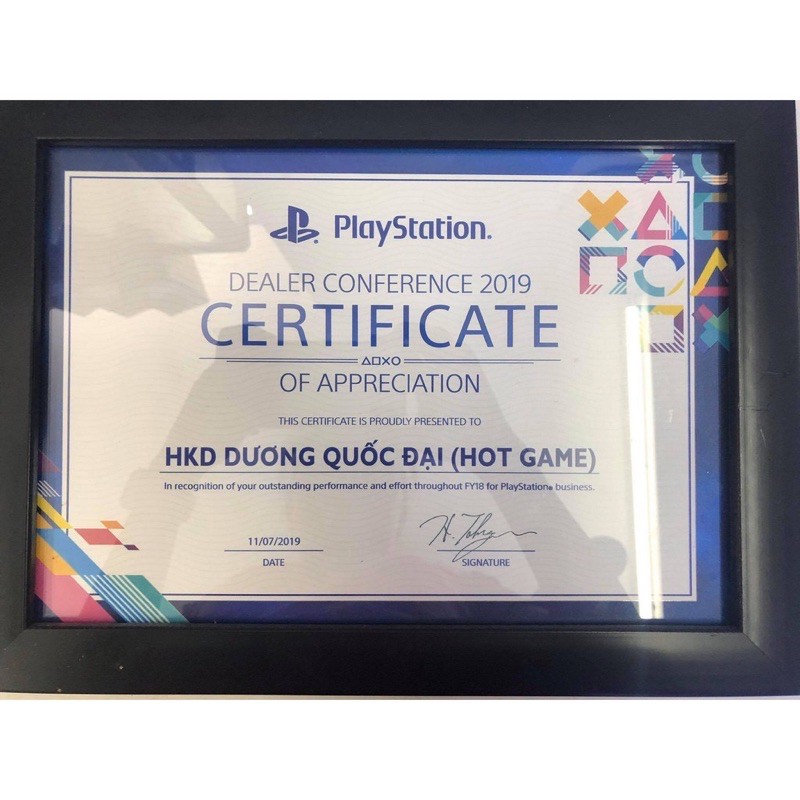 PlayStation.
DEALER CONFERENCE 2019
CERTIFICATE
OF APPRECIATION
THIS CERTIFICATE IS PROUDLY PRESENTED TO
HKD DƯƠNG QUỐC ĐẠI (HOT GAME)
In recognition of your outstanding performance and effort throughout FY18 for PlayStation® business.
11/07/2019
DATE
SIGNATURE